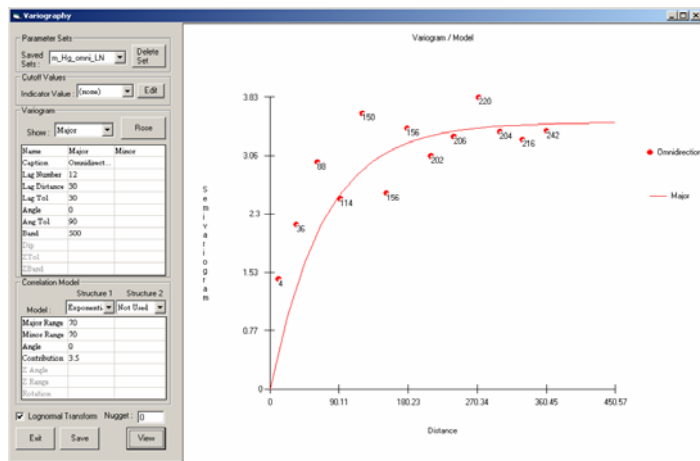 Variography
Parameter Sets
Saved Sets : m_Hg_omni_LN Delete Set
Cutoff Values
Indicator Value : (none) Edit
Variogram
Show : Major Rose
Name Major Minor
Caption Omnidirect...
Lag Number 12
Lag Distance 30
Lag Tol 30
Angle 0
Ang Tol 90
Band 500
Dip
ZTol
ZBand
Correlation Model
Structure 1 Structure 2
Model : Exponenti Not Used
Major Range 70
Minor Range 70
Angle 0
Contribution 3.5
Z Angle
Z Range
Rotation
Lognormal Transform Nugget : 0
Exit Save View
Variogram / Model
Semivariogram
3.83
3.06
2.3
1.53
0.77
0
4
36
88
114
150
156
156
202
206
220
204
216
242
0 90.11 180.23 270.34 360.45 450.57
Distance
Omnidirection
Major